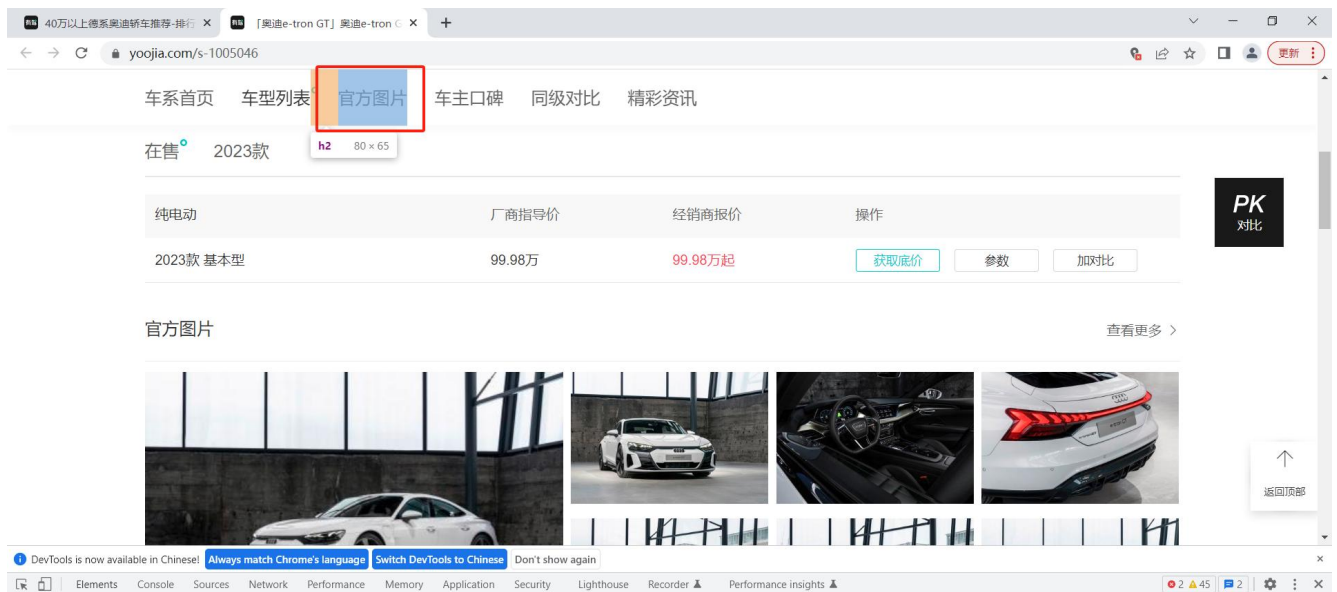 40万以上德系奥迪轿车推荐-排行
「奥迪e-tron GT」奥迪e-tron G
yoojia.com/s-1005046
更新
车系首页 车型列表 官方图片 车主口碑 同级对比 精彩资讯
在售 2023款
h2 80 × 65
纯电动 厂商指导价 经销商报价 操作
2023款 基本型 99.98万 99.98万起 获取底价 参数 加对比
PK
对比
官方图片 查看更多
返回顶部
DevTools is now available in Chinese! Always match Chrome's language Switch DevTools to Chinese Don't show again
Elements Console Sources Network Performance Memory Application Security Lighthouse Recorder Performance insights 2 45 2